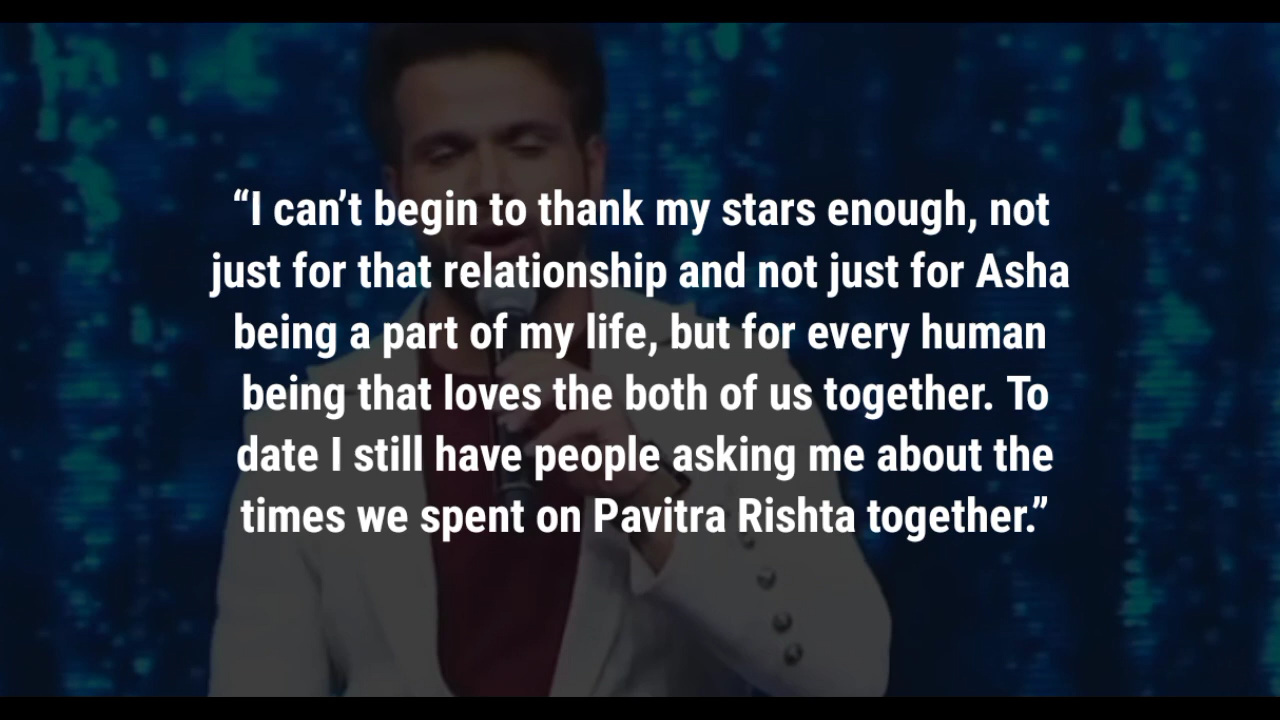 “I can’t begin to thank my stars enough, not
just for that relationship and not just for Asha
being a part of my life, but for every human
being that loves the both of us together. To
date I still have people asking me about the
times we spent on Pavitra Rishta together.”